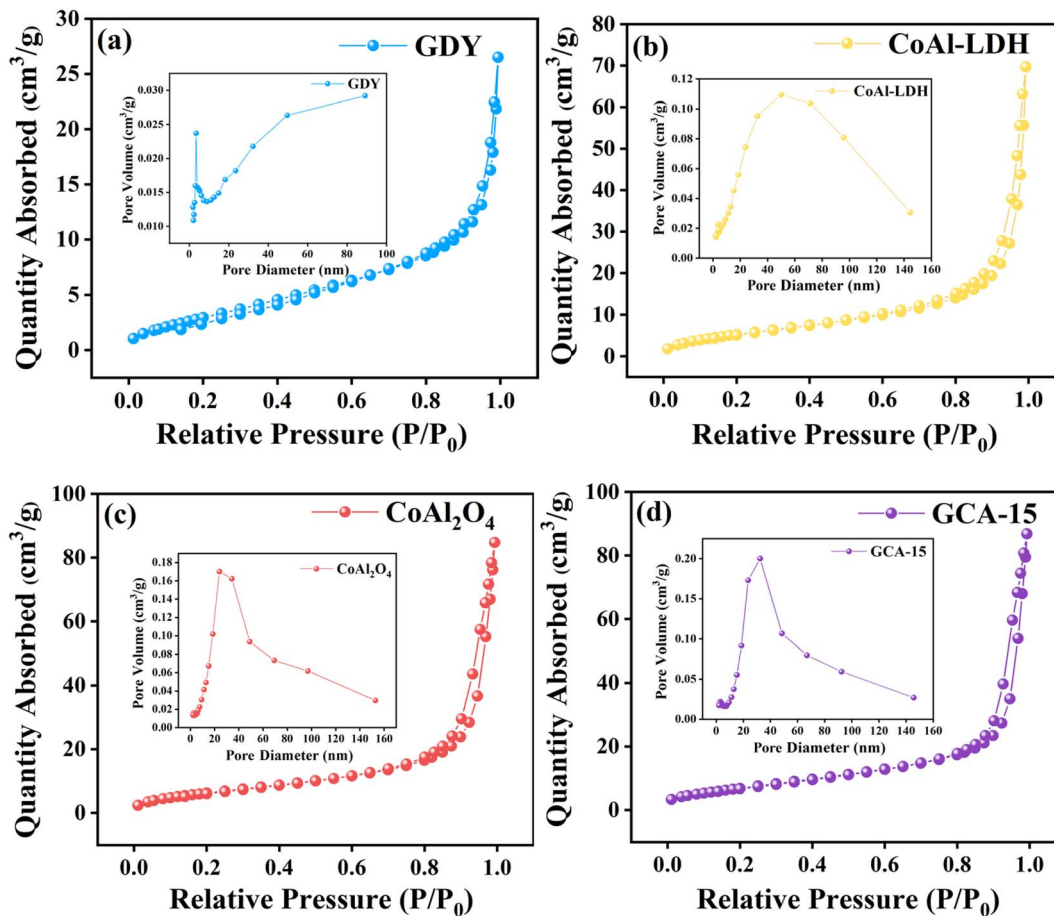 (a)
GDY
30
25
20
15
10
5
0
Quantity Absorbed (cm³/g)
0.0 0.2 0.4 0.6 0.8 1.0
Relative Pressure (P/P₀)
GDY
0.030
0.025
0.020
0.015
0.010
Pore Volume (cm³/g)
0 20 40 60 80 100
Pore Diameter (nm)
(b)
CoAl-LDH
80
70
60
50
40
30
20
10
0
Quantity Absorbed (cm³/g)
0.0 0.2 0.4 0.6 0.8 1.0
Relative Pressure (P/P₀)
CoAl-LDH
0.12
0.10
0.08
0.06
0.04
0.02
0.00
Pore Volume (cm³/g)
0 20 40 60 80 100 120 140 160
Pore Diameter (nm)
(c)
CoAl₂O₄
100
80
60
40
20
0
Quantity Absorbed (cm³/g)
0.0 0.2 0.4 0.6 0.8 1.0
Relative Pressure (P/P₀)
CoAl₂O₄
0.18
0.16
0.14
0.12
0.10
0.08
0.06
0.04
0.02
0.00
Pore Volume (cm³/g)
0 20 40 60 80 100 120 140 160
Pore Diameter (nm)
(d)
GCA-15
100
80
60
40
20
0
Quantity Absorbed (cm³/g)
0.0 0.2 0.4 0.6 0.8 1.0
Relative Pressure (P/P₀)
GCA-15
0.20
0.15
0.10
0.05
0.00
Pore Volume (cm³/g)
0 20 40 60 80 100 120 140 160
Pore Diameter (nm)